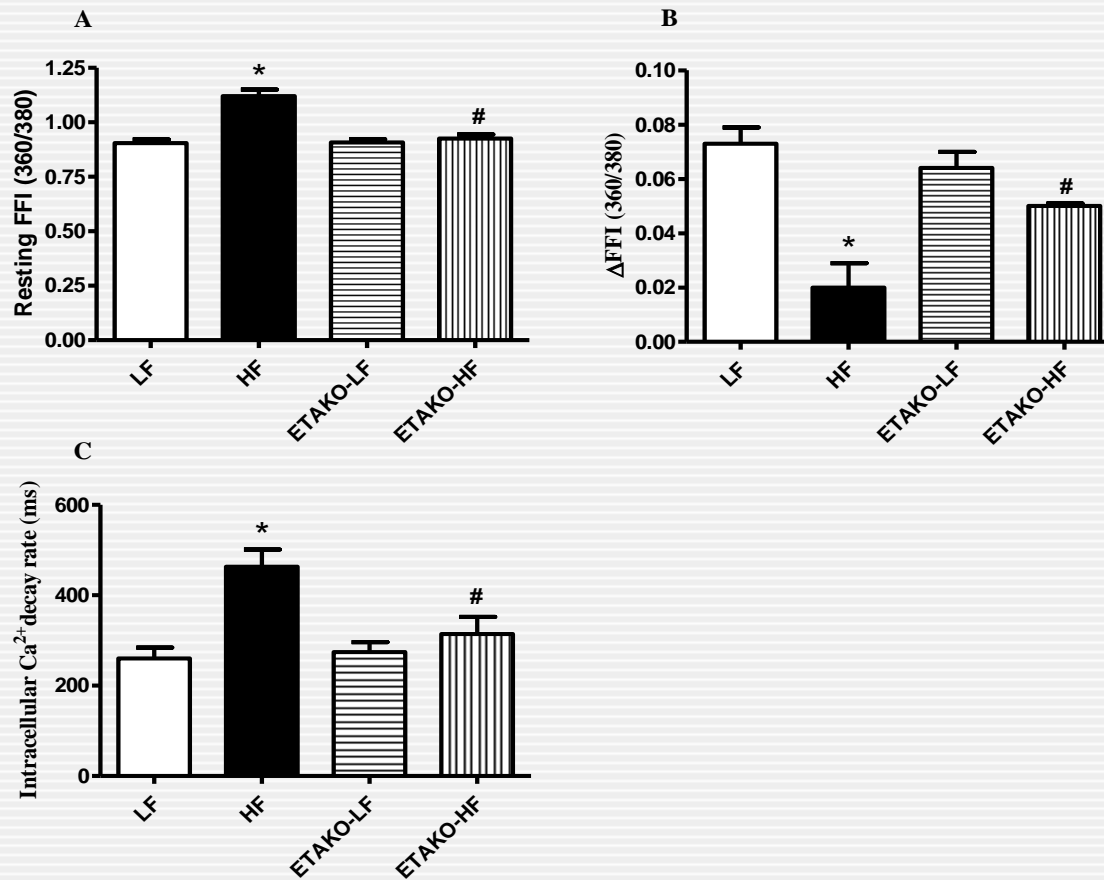 A
Resting FFI (360/380)
1.25
1.00
0.75
0.50
0.25
0.00
*
#
LF
HF
ETAKO-LF
ETAKO-HF
B
ΔFFI (360/380)
0.10
0.08
0.06
0.04
0.02
0.00
*
#
LF
HF
ETAKO-LF
ETAKO-HF
C
Intracellular Ca²⁺ decay rate (ms)
600
400
200
0
*
#
LF
HF
ETAKO-LF
ETAKO-HF